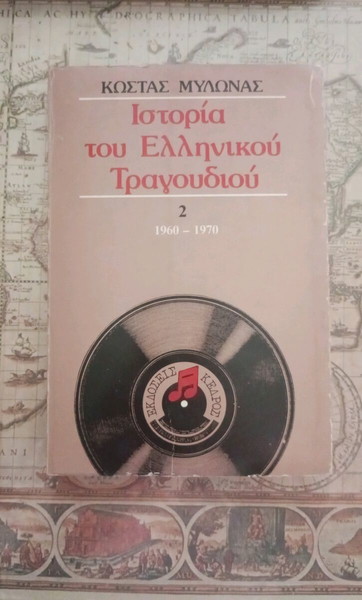 ΚΩΣΤΑΣ ΜΥΛΩΝΑΣ
Ιστορία
του Ελληνικού
Τραγουδιού
2
1960 – 1970
ΕΚΔΟΣΕΙΣ
ΚΕΔΡΟΣ